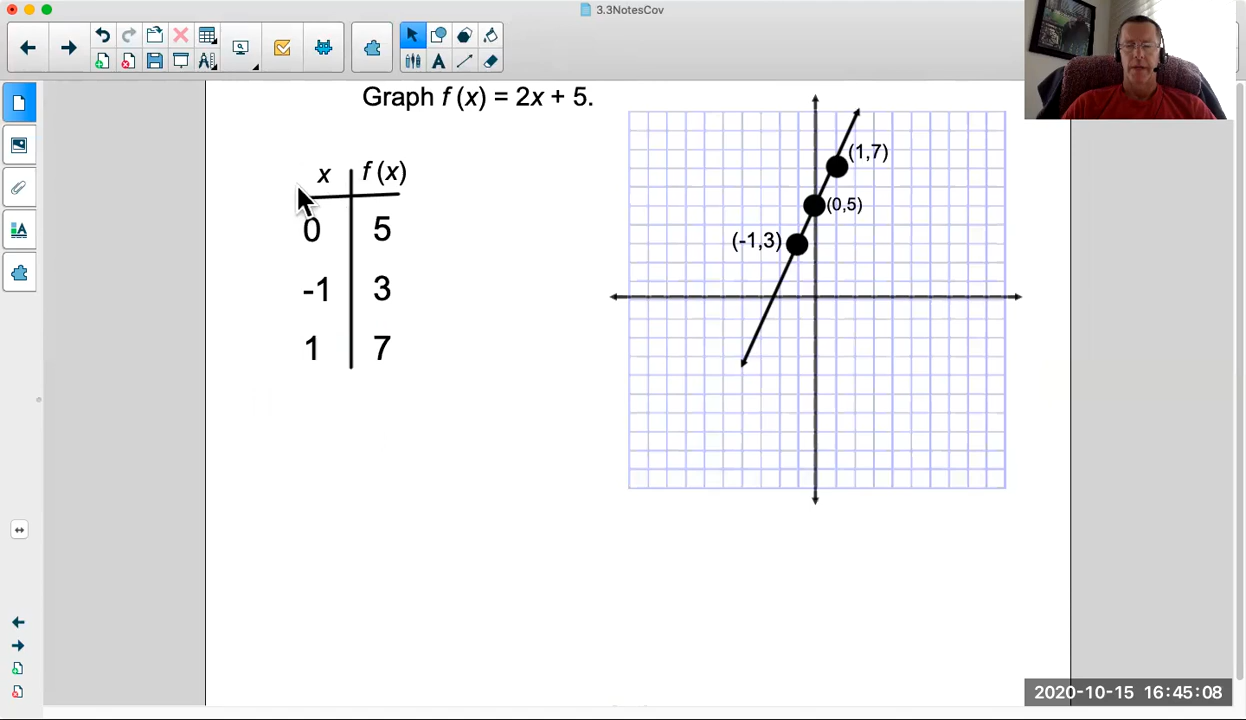 3.3NotesCov
Graph f (x) = 2x + 5.
x f (x)
0 5
-1 3
1 7
(1,7)
(0,5)
(-1,3)
2020-10-15 16:45:08